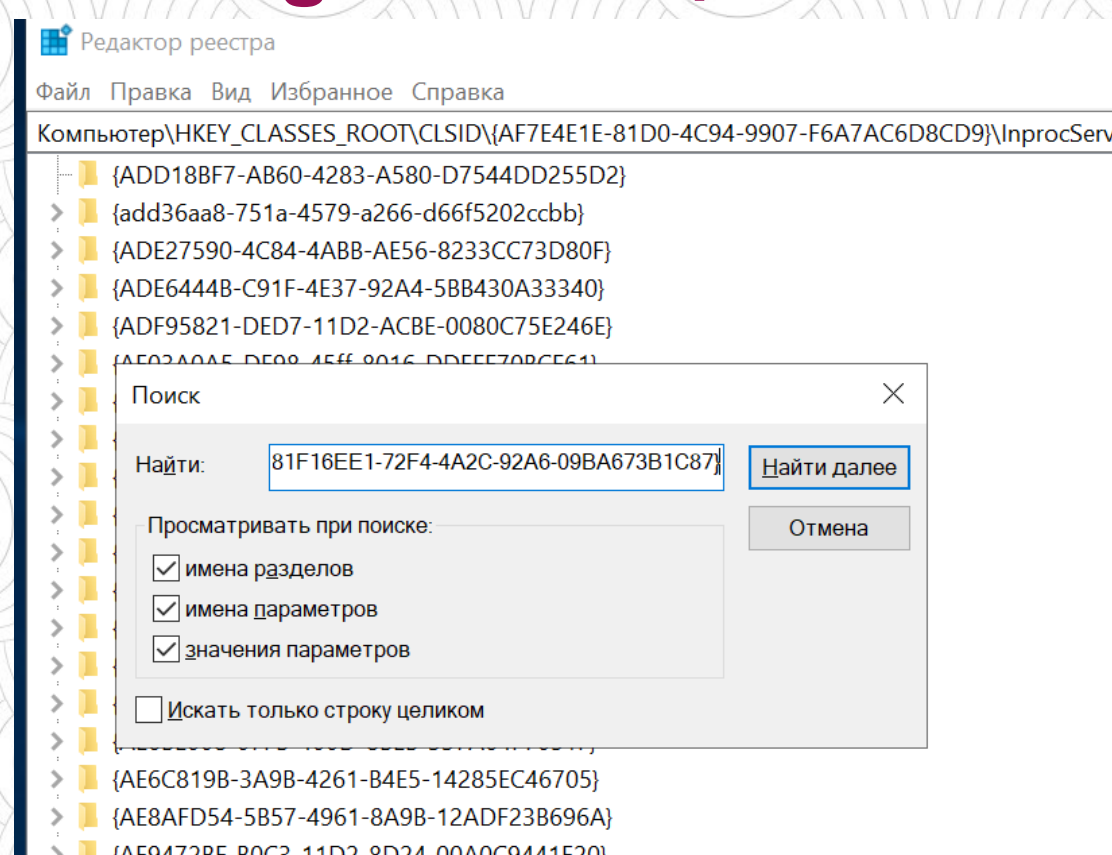 Редактор реестра
Файл Правка Вид Избранное Справка
Компьютер\HKEY_CLASSES_ROOT\CLSID\{AF7E4E1E-81D0-4C94-9907-F6A7AC6D8CD9}\InprocServ
{ADD18BF7-AB60-4283-A580-D7544DD255D2}
{add36aa8-751a-4579-a266-d66f5202ccbb}
{ADE27590-4C84-4ABB-AE56-8233CC73D80F}
{ADE6444B-C91F-4E37-92A4-5BB430A33340}
{ADF95821-DED7-11D2-ACBE-0080C75E246E}
Поиск
Найти:
81F16EE1-72F4-4A2C-92A6-09BA673B1C87}
Найти далее
Просматривать при поиске:
Отмена
имена разделов
имена параметров
значения параметров
Искать только строку целиком
{AE6C819B-3A9B-4261-B4E5-14285EC46705}
{AE8AFD54-5B57-4961-8A9B-12ADF23B696A}